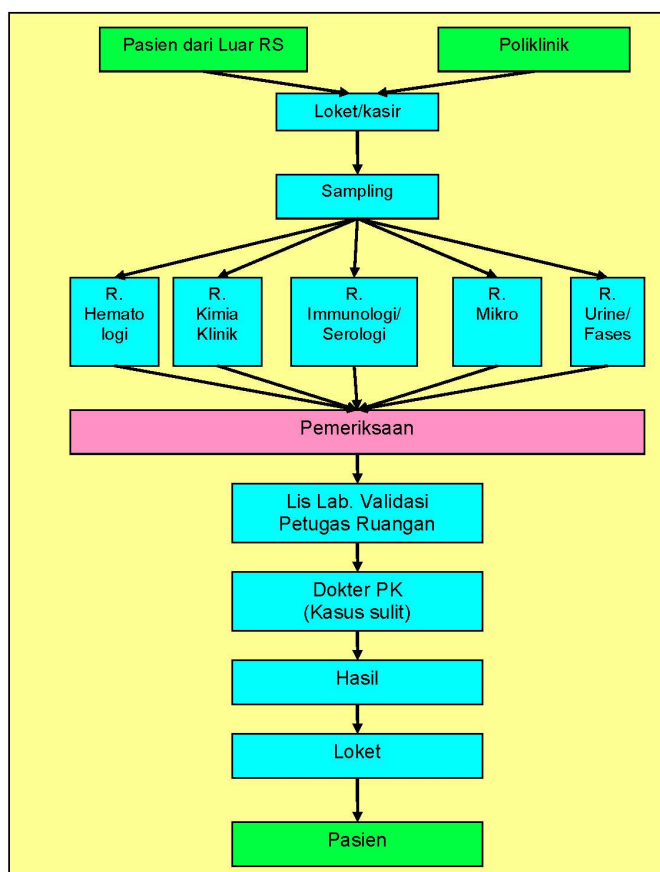 Pasien dari Luar RS
Poliklinik
Loket/kasir
Sampling
R.
Hemato
logi
R.
Kimia
Klinik
R.
Immunologi/
Serologi
R.
Mikro
R.
Urine/
Fases
Pemeriksaan
Lis Lab. Validasi
Petugas Ruangan
Dokter PK
(Kasus sulit)
Hasil
Loket
Pasien